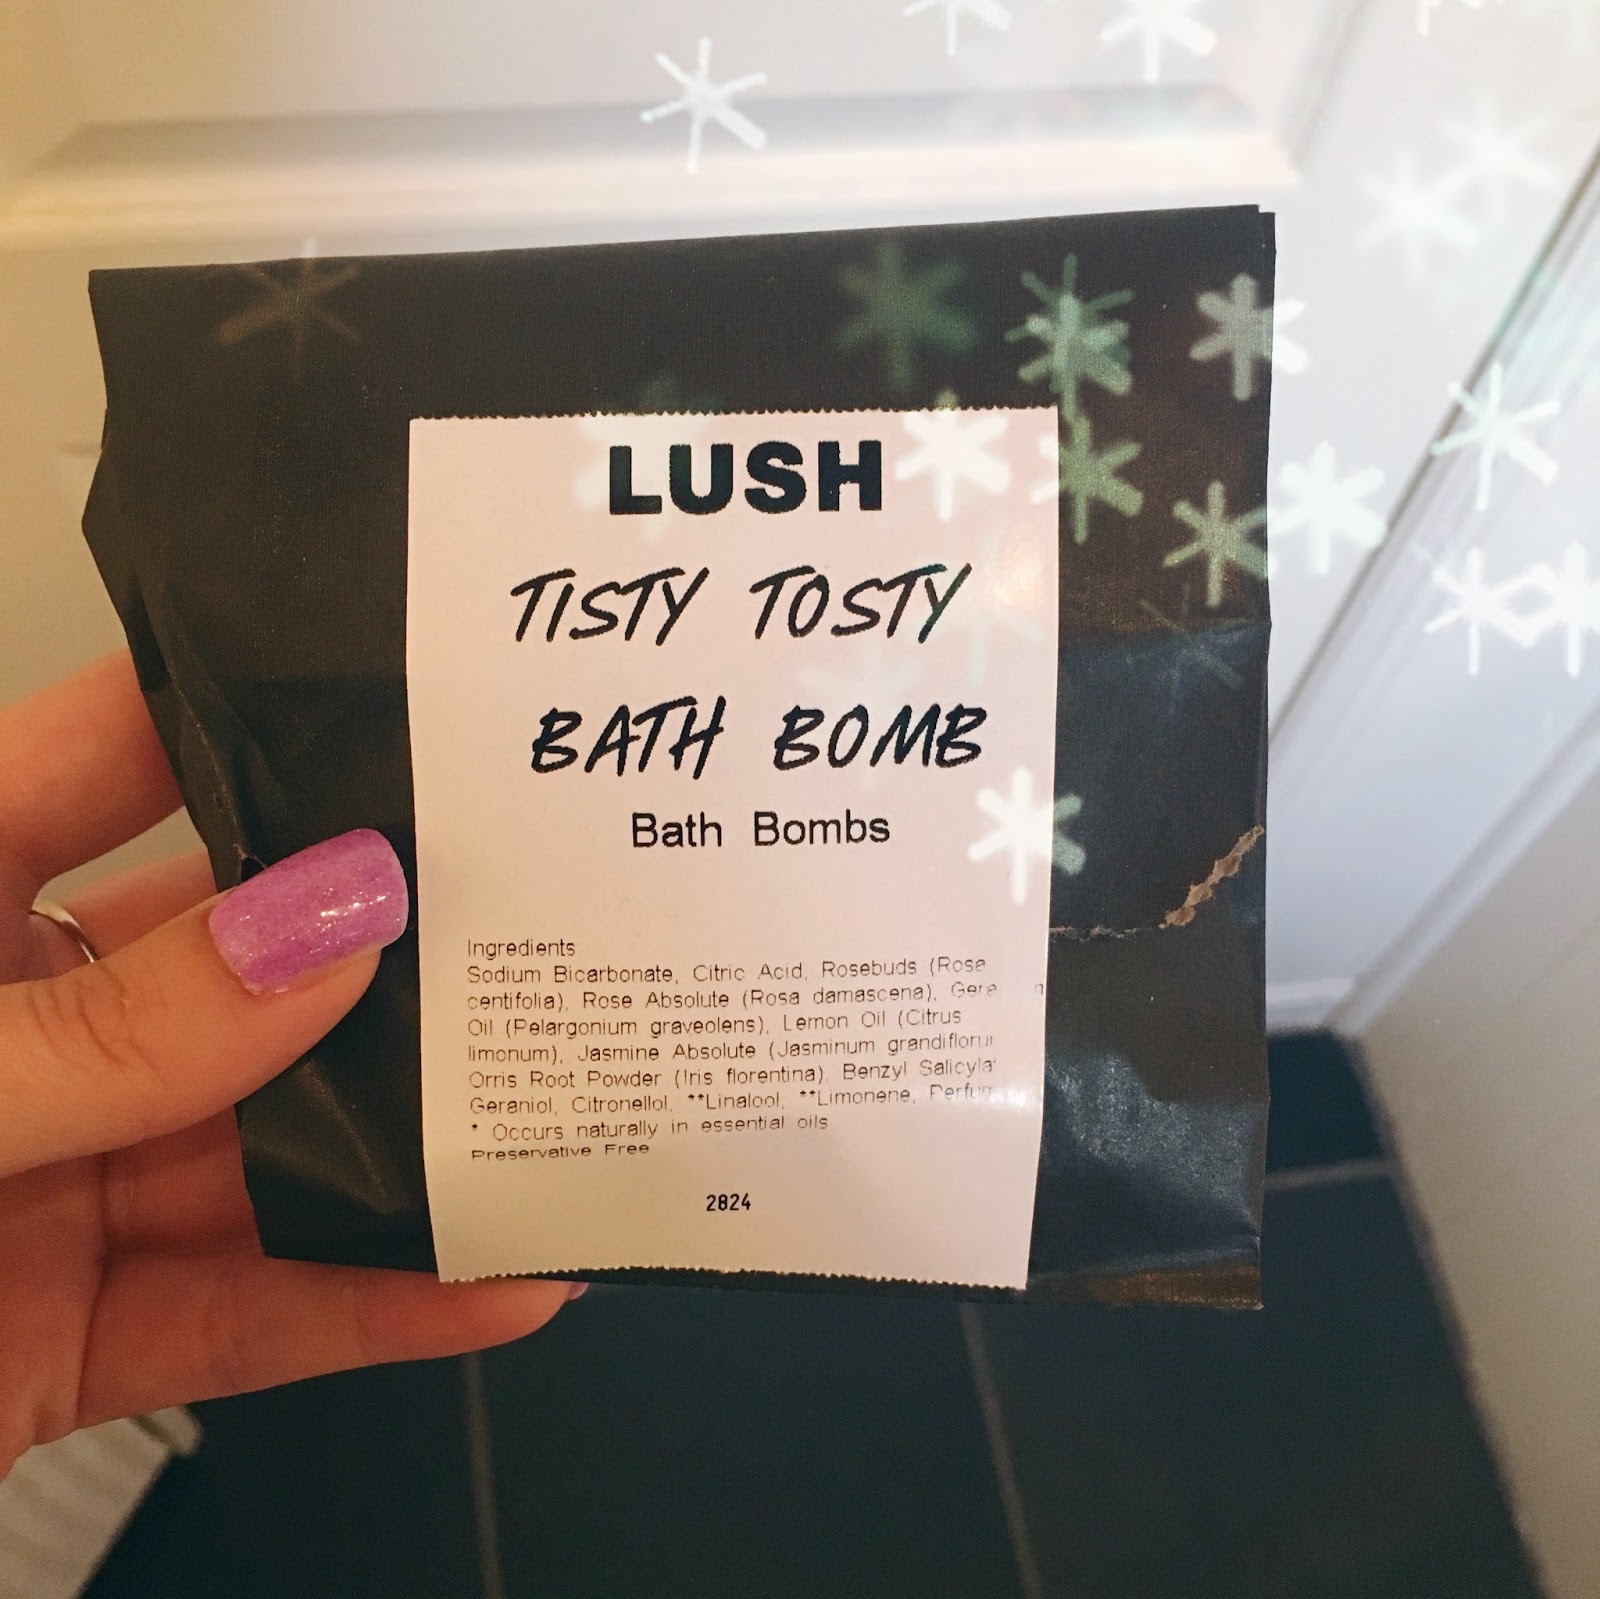 LUSH
TISTY TOSTY
BATH BOMB
Bath Bombs
Ingredients:
Sodium Bicarbonate, Citric Acid, Rosebuds (Rosa
centifolia), Rose Absolute (Rosa damascena),
Oil (Pelargonium graveolens), Lemon Oil (Citrus
limonum), Jasmine Absolute (Jasminum
Orris Root Powder (Iris florentina), Benzyl
Geraniol, Citronellol, **Linalool, **Limonene,
* Occurs naturally in essential oils
Preservative Free
2824